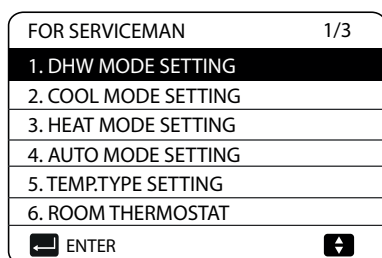 FOR SERVICEMAN 1/3
1. DHW MODE SETTING
2. COOL MODE SETTING
3. HEAT MODE SETTING
4. AUTO MODE SETTING
5. TEMP.TYPE SETTING
6. ROOM THERMOSTAT
ENTER